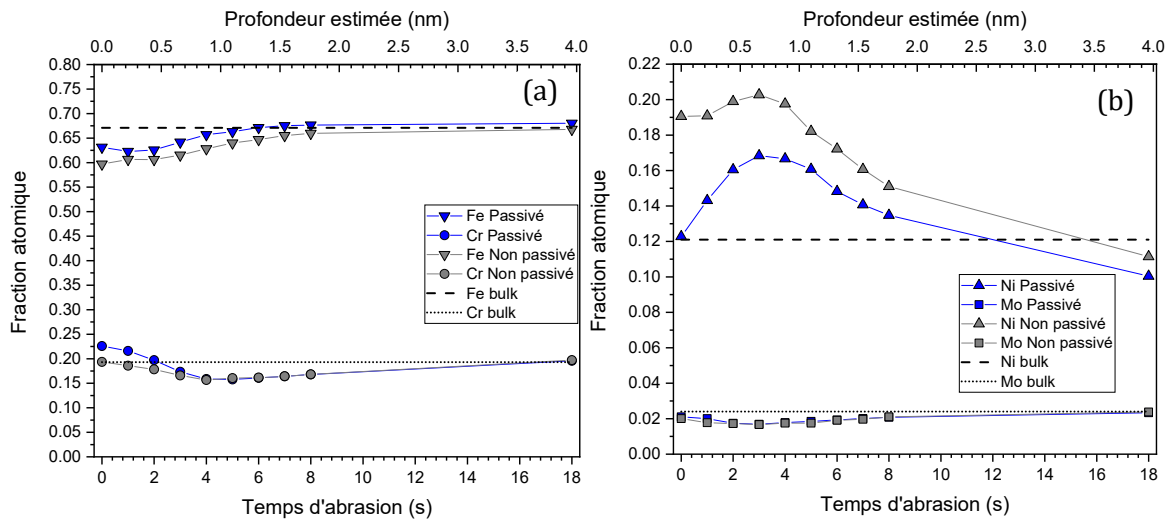 Profondeur estimée (nm)
0.0 0.5 1.0 1.5 2.0 2.5 3.0 3.5 4.0
(a)
Fraction atomique
0.80
0.75
0.70
0.65
0.60
0.55
0.50
0.45
0.40
0.35
0.30
0.25
0.20
0.15
0.10
0.05
0.00
Fe Passivé
Cr Passivé
Fe Non passivé
Cr Non passivé
Fe bulk
Cr bulk
0 2 4 6 8 10 12 14 16 18
Temps d'abrasion (s)
Profondeur estimée (nm)
0.0 0.5 1.0 1.5 2.0 2.5 3.0 3.5 4.0
(b)
Fraction atomique
0.22
0.20
0.18
0.16
0.14
0.12
0.10
0.08
0.06
0.04
0.02
0.00
Ni Passivé
Mo Passivé
Ni Non passivé
Mo Non passivé
Ni bulk
Mo bulk
0 2 4 6 8 10 12 14 16 18
Temps d'abrasion (s)